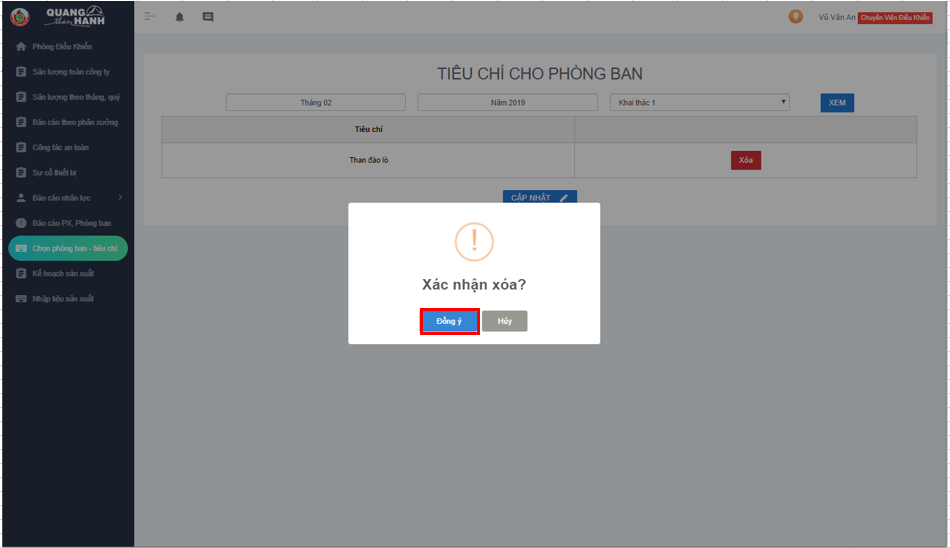 QUANG
thanHANH
Vũ Văn An Chuyên Viên Điều Khiển
Phòng Điều Khiển
Sản lượng toàn công ty
Sản lượng theo tháng, quý
Báo cáo theo phân xưởng
Công tác an toàn
Sự cố thiết bị
Báo cáo nhân lực
Báo cáo PX, Phòng ban
Chọn phòng ban - tiêu chí
Kế hoạch sản xuất
Nhập liệu sản xuất
TIÊU CHÍ CHO PHÒNG BAN
Tháng 02 Năm 2019 Khai thác 1 XEM
Tiêu chí
Than đào lò Xóa
CẬP NHẬT
!
Xác nhận xóa?
Đồng ý Hủy